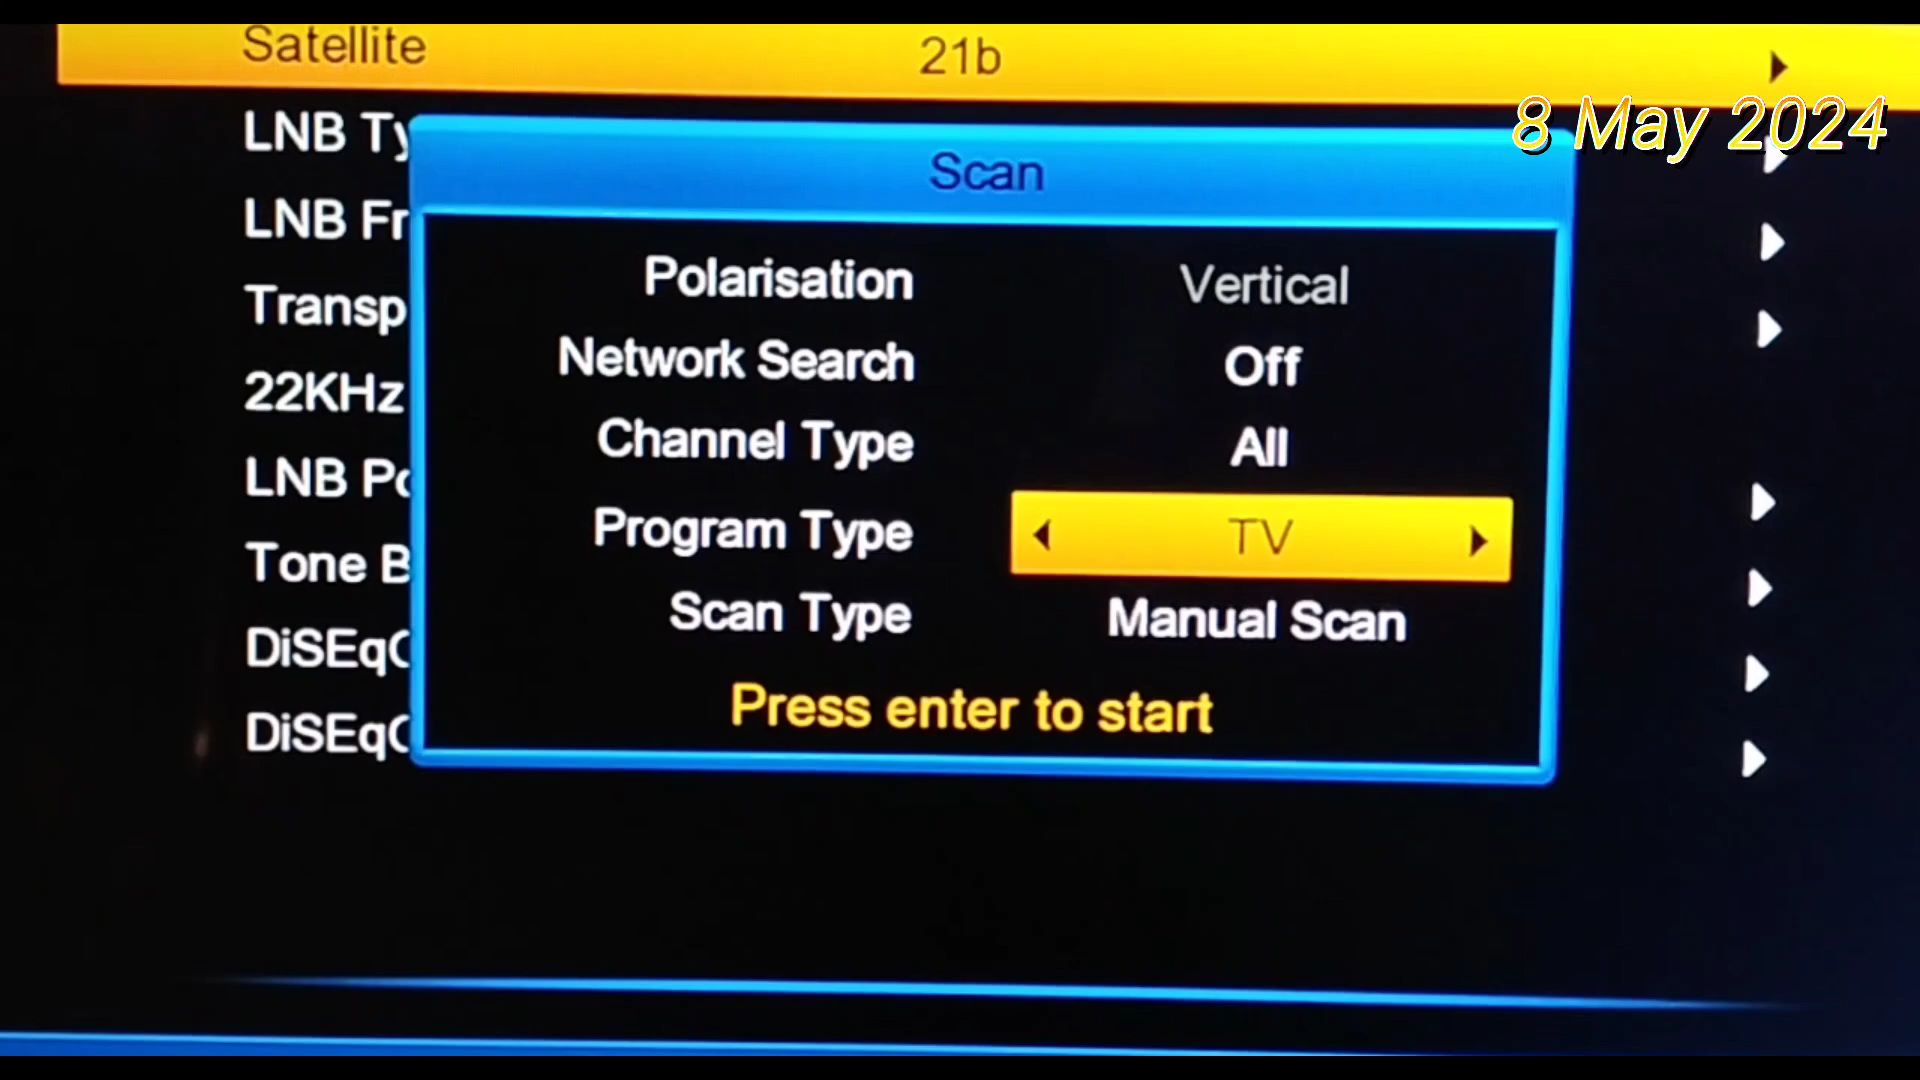 Satellite 21b
8 May 2024
LNB Ty
Scan
LNB Fr
Polarisation Vertical
Transp
Network Search Off
22KHz
Channel Type All
LNB Po
Program Type TV
Tone B
Scan Type Manual Scan
DiSEqC
Press enter to start
DiSEqC